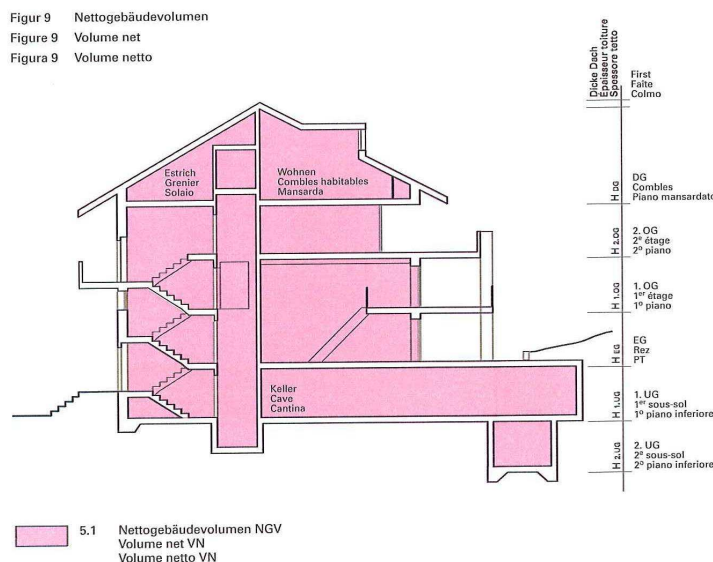 Figur 9 Nettogebäudevolumen
Figure 9 Volume net
Figura 9 Volume netto
Dicke Dach
Epaisseur toiture
Spessore tetto
First
Faîte
Colmo
Estrich
Grenier
Solaio
Wohnen
Combles habitables
Mansarda
H DG
DG
Combles
Piano mansardato
H 2.OG
2. OG
2e étage
2o piano
H 1.OG
1. OG
1er étage
1o piano
H EG
EG
Rez
PT
Keller
Cave
Cantina
H 1.UG
1. UG
1er sous-sol
1o piano inferiore
H 2.UG
2. UG
2e sous-sol
2o piano inferiore
5.1 Nettogebäudevolumen NGV
Volume net VN
Volume netto VN